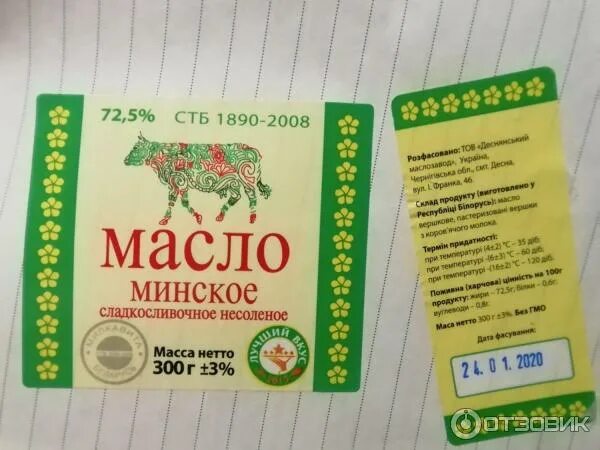 72,5% СТБ 1890-2008
МАСЛО
МИНСКОЕ
сладкосливочное несоленое
Масса нетто
300 г ±3%
ЛУЧШИЙ ВКУС
Розфасовано: ТОВ «Деснянський
маслозавод», Україна,
Чернігівська обл., смт. Десна,
вул. І. Франка, 46.
Склад продукту (виготовлено у
Республіці Білорусь): масло
вершкове, пастеризовані вершки
з коров'ячого молока.
Термін придатності:
при температурі (4±2) °С – 35 діб;
при температурі -(6±3) °С – 60 діб;
при температурі -(16±2) °С – 120 діб.
Поживна (харчова) цінність на 100г
продукту: жири – 72,5г; білки – 0,6г;
вуглеводи – 0,8г.
Маса нетто 300 г ±3%. Без ГМО
Дата фасування:
24.01.2020
ОТЗОВИК